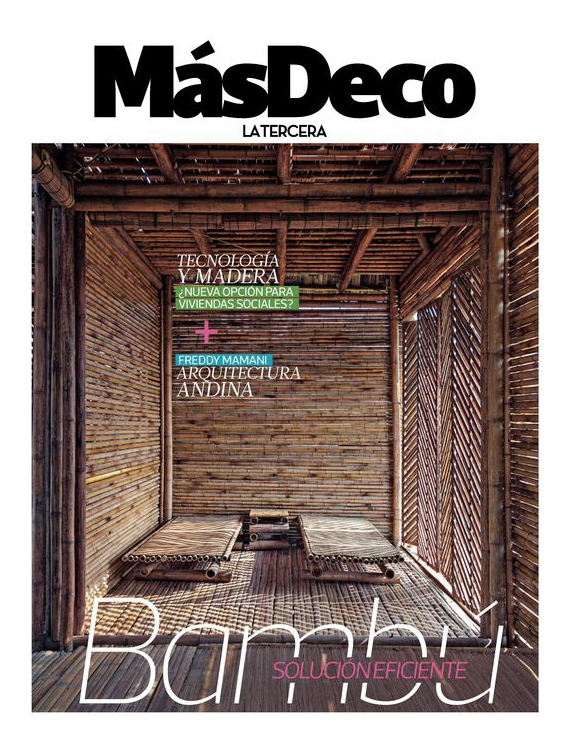 MásDeco
LATERCERA
TECNOLOGÍA
Y MADERA
¿NUEVA OPCIÓN PARA
VIVIENDAS SOCIALES?
+
FREDDY MAMANI
ARQUITECTURA
ANDINA
Bambú
SOLUCIÓN EFICIENTE